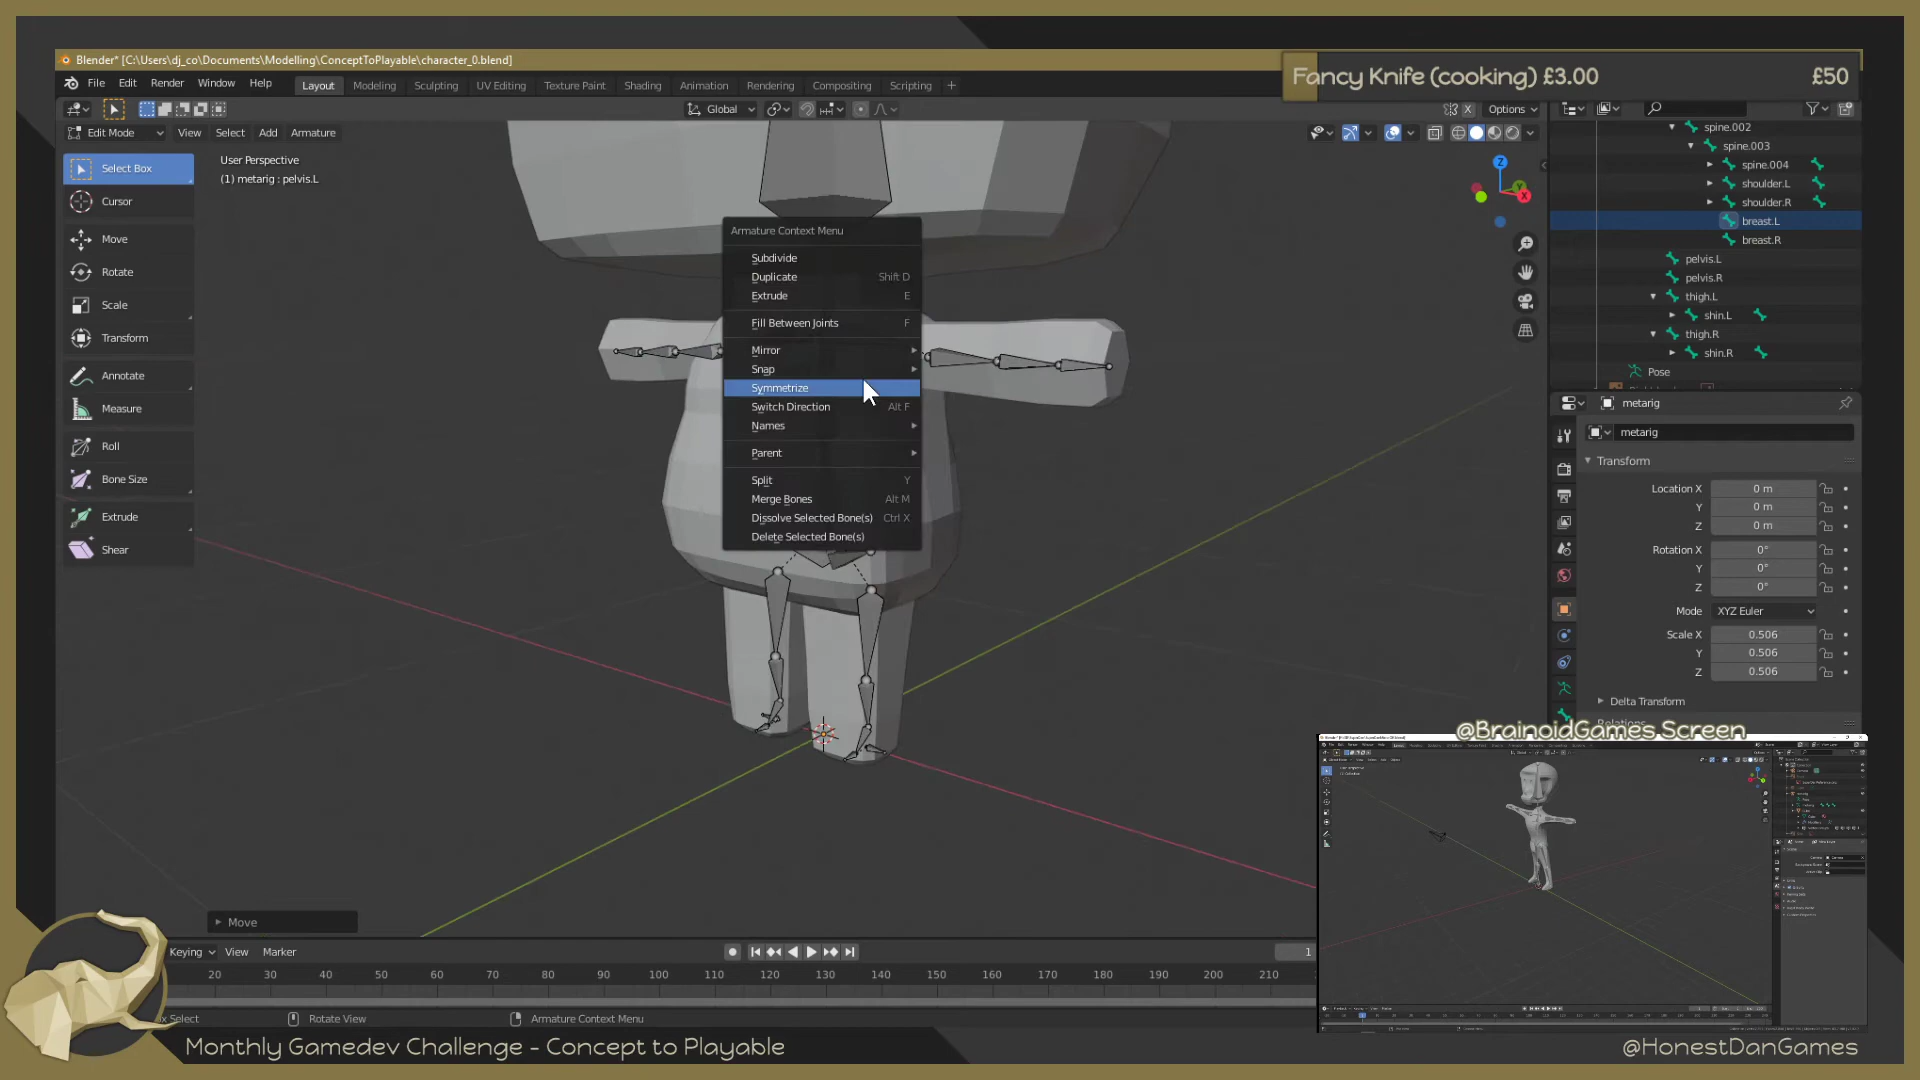 Blender* [C:\Users\dj_co\Documents\Modelling\ConceptToPlayable\character_0.blend]
Fancy Knife (cooking) £3.00 £50
File Edit Render Window Help Layout Modeling Sculpting UV Editing Texture Paint Shading Animation Rendering Compositing Scripting +
Global Options
Edit Mode View Select Add Armature
User Perspective
(1) metarig : pelvis.L
Select Box
Cursor
Move
Rotate
Scale
Transform
Annotate
Measure
Roll
Bone Size
Extrude
Shear
Armature Context Menu
Subdivide
Duplicate Shift D
Extrude E
Fill Between Joints F
Mirror
Snap
Symmetrize
Switch Direction Alt F
Names
Parent
Split Y
Merge Bones Alt M
Dissolve Selected Bone(s) Ctrl X
Delete Selected Bone(s)
Z
Y
X
spine.002
spine.003
spine.004
shoulder.L
shoulder.R
breast.L
breast.R
pelvis.L
pelvis.R
thigh.L
shin.L
thigh.R
shin.R
Pose
metarig
metarig
Transform
Location X 0 m
Y 0 m
Z 0 m
Rotation X 0°
Y 0°
Z 0°
Mode XYZ Euler
Scale X 0.506
Y 0.506
Z 0.506
Delta Transform
Relations
@BrainoidGames Screen
Move
Keying View Marker
1
20 30 40 50 60 70 80 90 100 110 120 130 140 150 160 170 180 190 200 210
Select Rotate View Armature Context Menu
Monthly Gamedev Challenge - Concept to Playable
@HonestDanGames